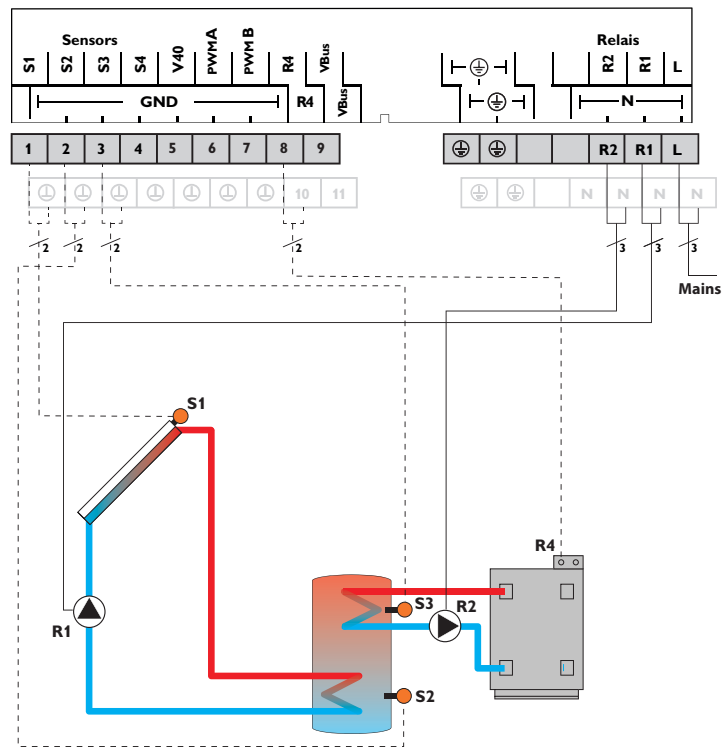 Sensors
Relais
S1 S2 S3 S4 V40 PWMA PWM B R4 VBus
R2 R1 L
GND R4 VBus
N
1 2 3 4 5 6 7 8 9
R2 R1 L
10 11
N N N N
2 2 2 2
3 3 3
Mains
S1
R4
S3 R2
R1
S2